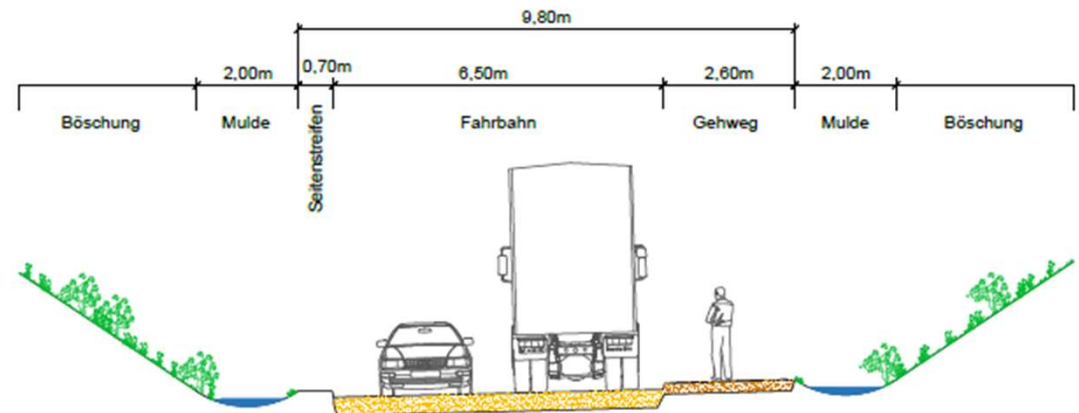 9,80m
2,00m 0,70m 6,50m 2,60m 2,00m
Böschung Mulde Seitenstreifen Fahrbahn Gehweg Mulde Böschung